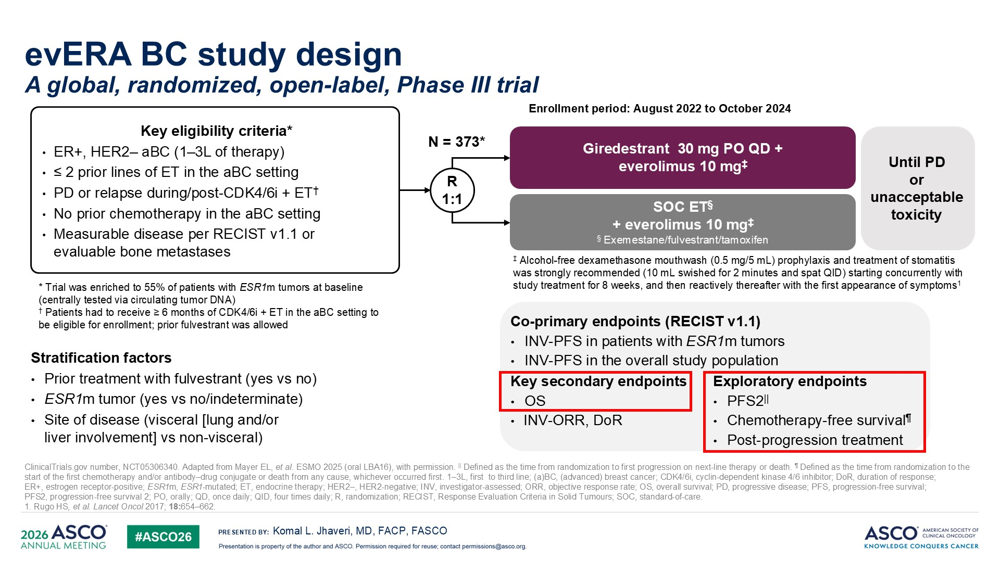 evERA BC study design
A global, randomized, open-label, Phase III trial
Key eligibility criteria*
• ER+, HER2– aBC (1–3L of therapy)
• ≤ 2 prior lines of ET in the aBC setting
• PD or relapse during/post-CDK4/6i + ET†
• No prior chemotherapy in the aBC setting
• Measurable disease per RECIST v1.1 or
evaluable bone metastases
* Trial was enriched to 55% of patients with ESR1m tumors at baseline
(centrally tested via circulating tumor DNA)
† Patients had to receive ≥ 6 months of CDK4/6i + ET in the aBC setting to
be eligible for enrollment; prior fulvestrant was allowed
Stratification factors
• Prior treatment with fulvestrant (yes vs no)
• ESR1m tumor (yes vs no/indeterminate)
• Site of disease (visceral [lung and/or
liver involvement] vs non-visceral)
N = 373*
R
1:1
Enrollment period: August 2022 to October 2024
Giredestrant 30 mg PO QD +
everolimus 10 mg‡
SOC ET§
+ everolimus 10 mg‡
§ Exemestane/fulvestrant/tamoxifen
Until PD
or
unacceptable
toxicity
‡ Alcohol-free dexamethasone mouthwash (0.5 mg/5 mL) prophylaxis and treatment of stomatitis
was strongly recommended (10 mL swished for 2 minutes and spat QID) starting concurrently with
study treatment for 8 weeks, and then reactively thereafter with the first appearance of symptoms1
Co-primary endpoints (RECIST v1.1)
• INV-PFS in patients with ESR1m tumors
• INV-PFS in the overall study population
Key secondary endpoints
• OS
• INV-ORR, DoR
Exploratory endpoints
• PFS2||
• Chemotherapy-free survival¶
• Post-progression treatment
ClinicalTrials.gov number, NCT05306340. Adapted from Mayer EL, et al. ESMO 2025 (oral LBA16), with permission. || Defined as the time from randomization to first progression on next-line therapy or death. ¶ Defined as the time from randomization to the
start of the first chemotherapy and/or antibody–drug conjugate or death from any cause, whichever occurred first. 1–3L, first to third line; (a)BC, (advanced) breast cancer; CDK4/6i, cyclin-dependent kinase 4/6 inhibitor; DoR, duration of response;
ER+, estrogen receptor-positive; ESR1m, ESR1-mutated; ET, endocrine therapy; HER2–, HER2-negative; INV, investigator-assessed; ORR, objective response rate; OS, overall survival; PD, progressive disease; PFS, progression-free survival;
PFS2, progression-free survival 2; PO, orally; QD, once daily; QID, four times daily; R, randomization; RECIST, Response Evaluation Criteria in Solid Tumours; SOC, standard-of-care.
1. Rugo HS, et al. Lancet Oncol 2017; 18:654–662.
2026 ASCO®
ANNUAL MEETING
#ASCO26
PRESENTED BY: Komal L. Jhaveri, MD, FACP, FASCO
Presentation is property of the author and ASCO. Permission required for reuse; contact permissions@asco.org.
ASCO® AMERICAN SOCIETY OF
CLINICAL ONCOLOGY
KNOWLEDGE CONQUERS CANCER